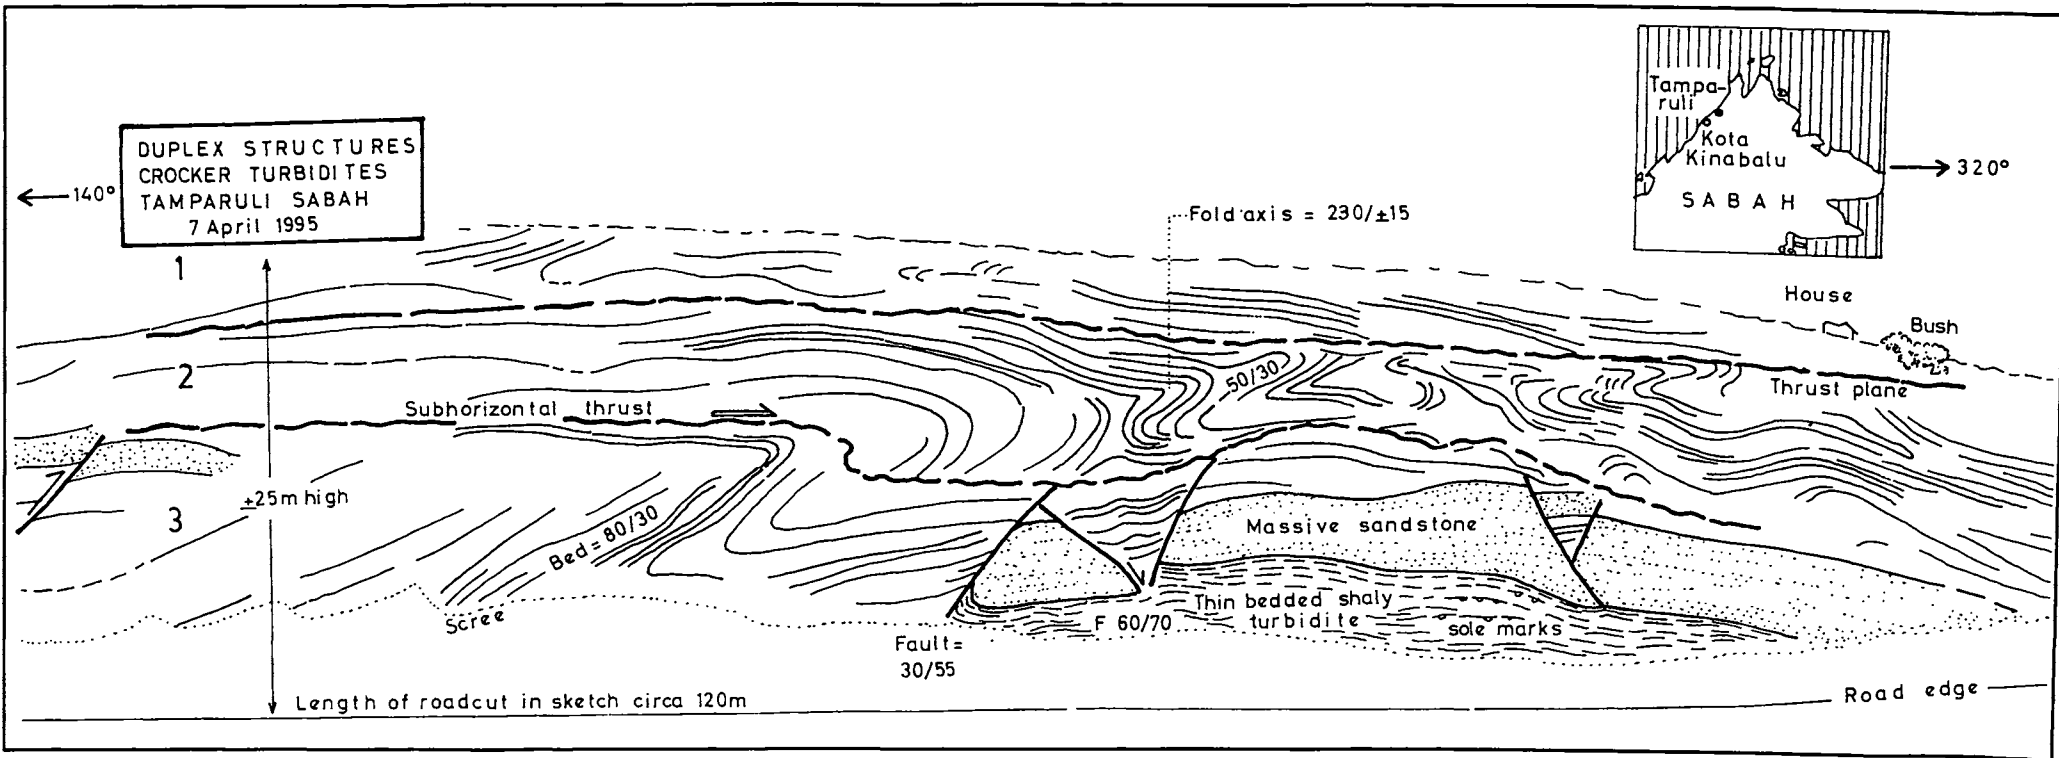 DUPLEX STRUCTURES
CROCKER TURBIDITES
TAMPARULI SABAH
7 April 1995
140°
320°
Tampa-
ruli
Kota
Kinabalu
SABAH
Fold axis = 230/±15
House
Bush
1
2
3
50/30
Thrust plane
Subhorizontal thrust
±25m high
Bed = 80/30
Massive sandstone
Scree
Thin bedded shaly
turbidite
F 60/70
sole marks
Fault=
30/55
Length of roadcut in sketch circa 120m
Road edge